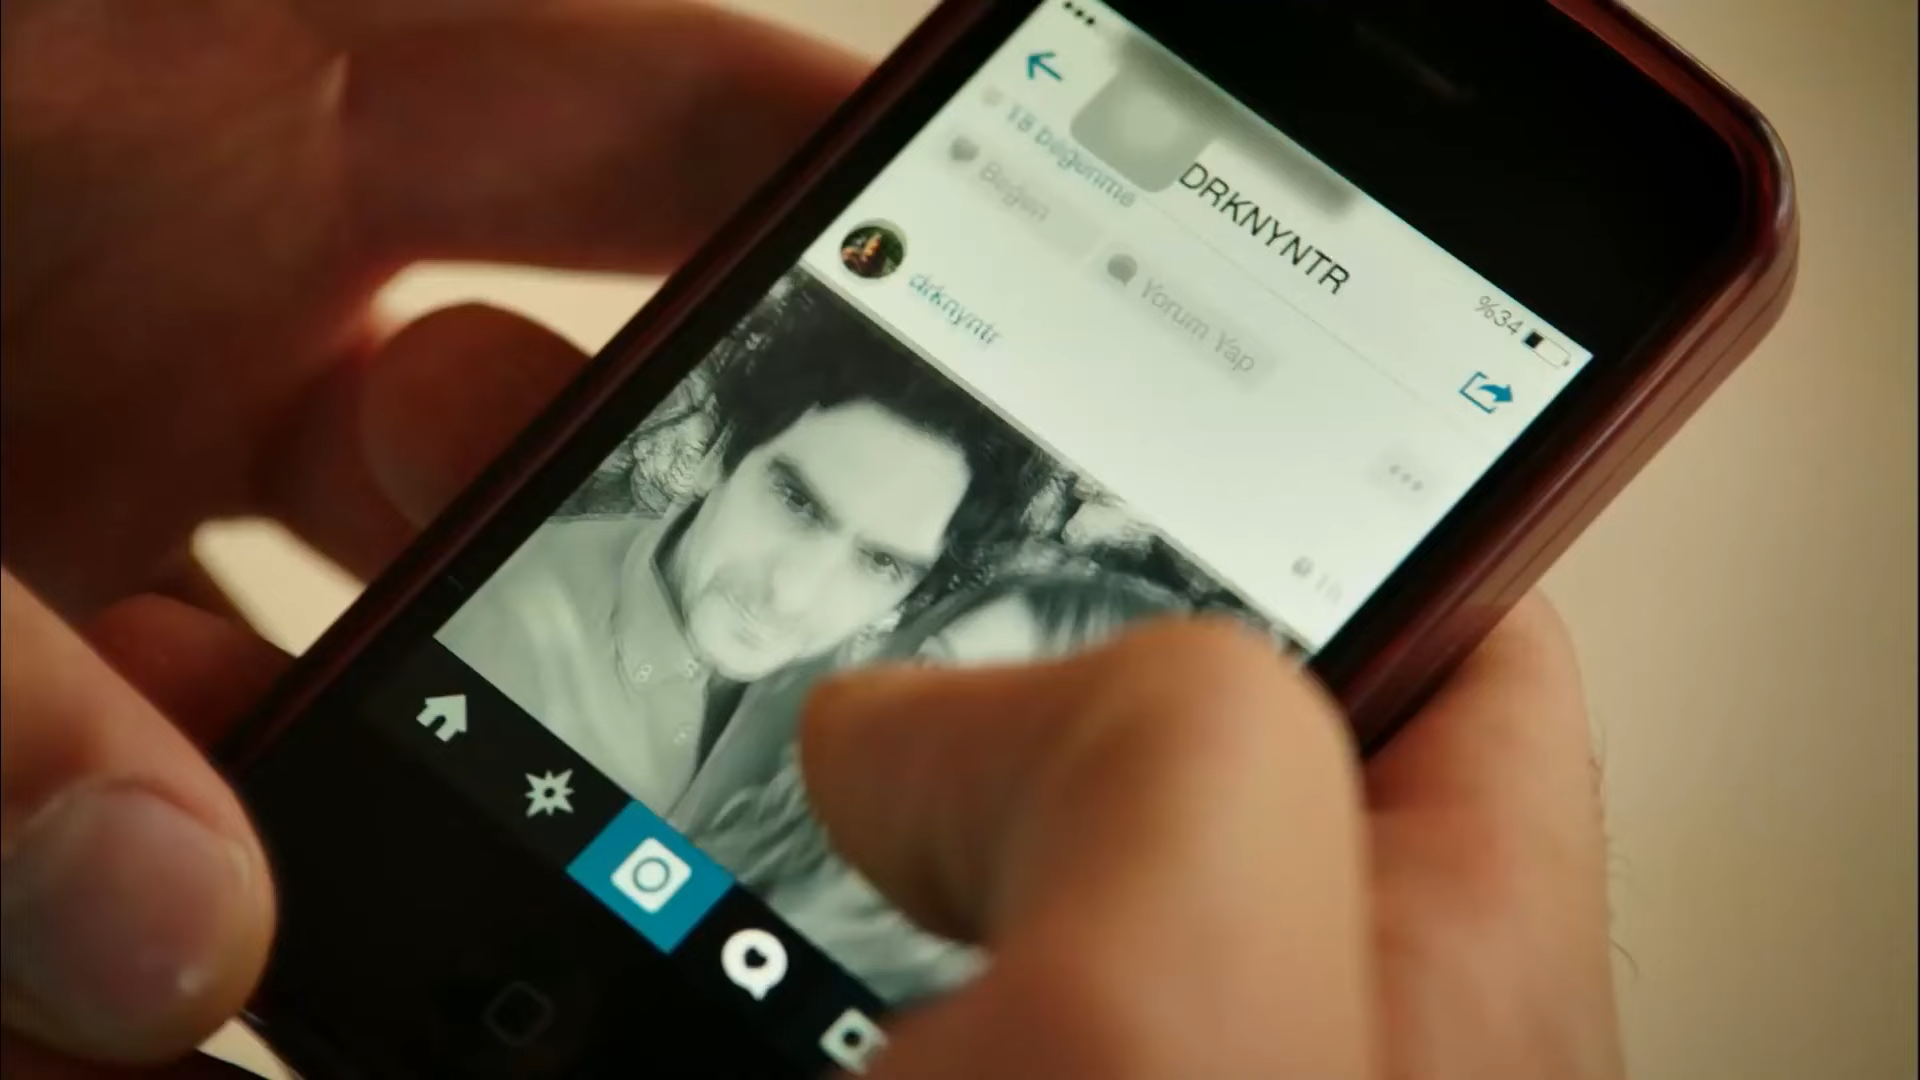 DRKNYNTR
%34
18 beğenme
Beğen
Yorum Yap
drknyntr